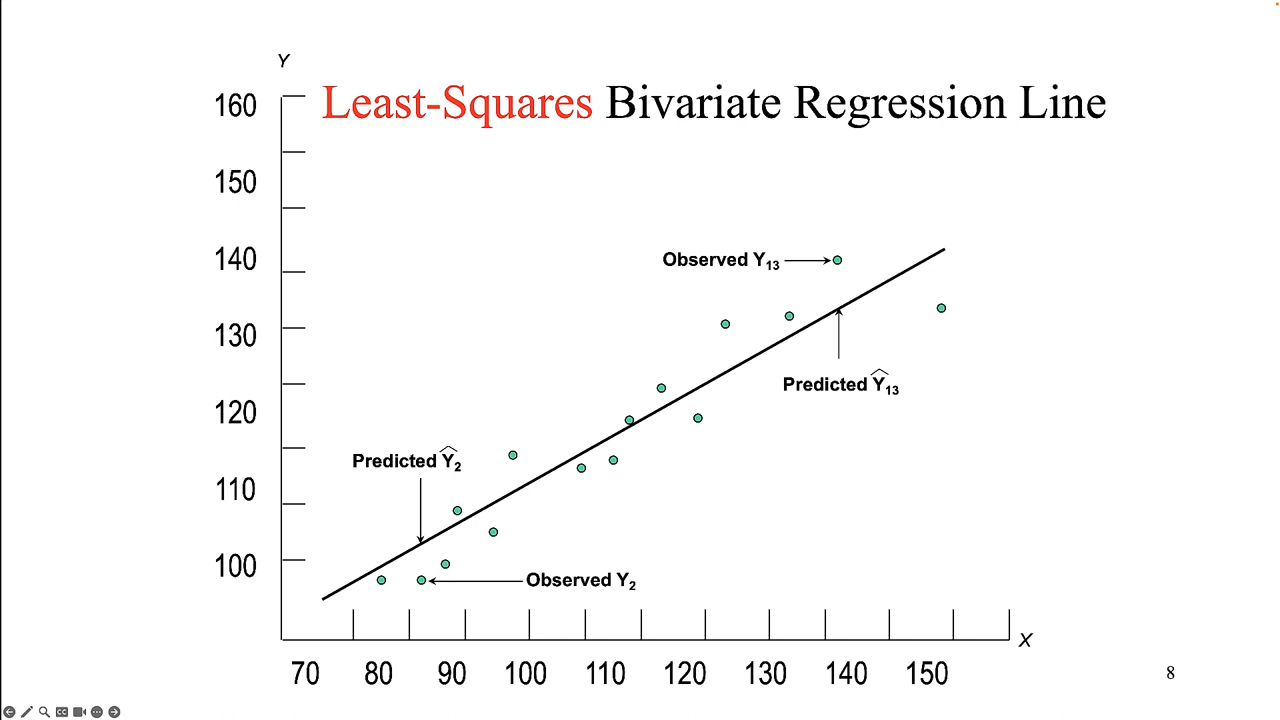 Y
Least-Squares Bivariate Regression Line
160
150
140
130
120
110
100
Observed Y13
Predicted Ŷ13
Predicted Ŷ2
Observed Y2
X
70 80 90 100 110 120 130 140 150
8